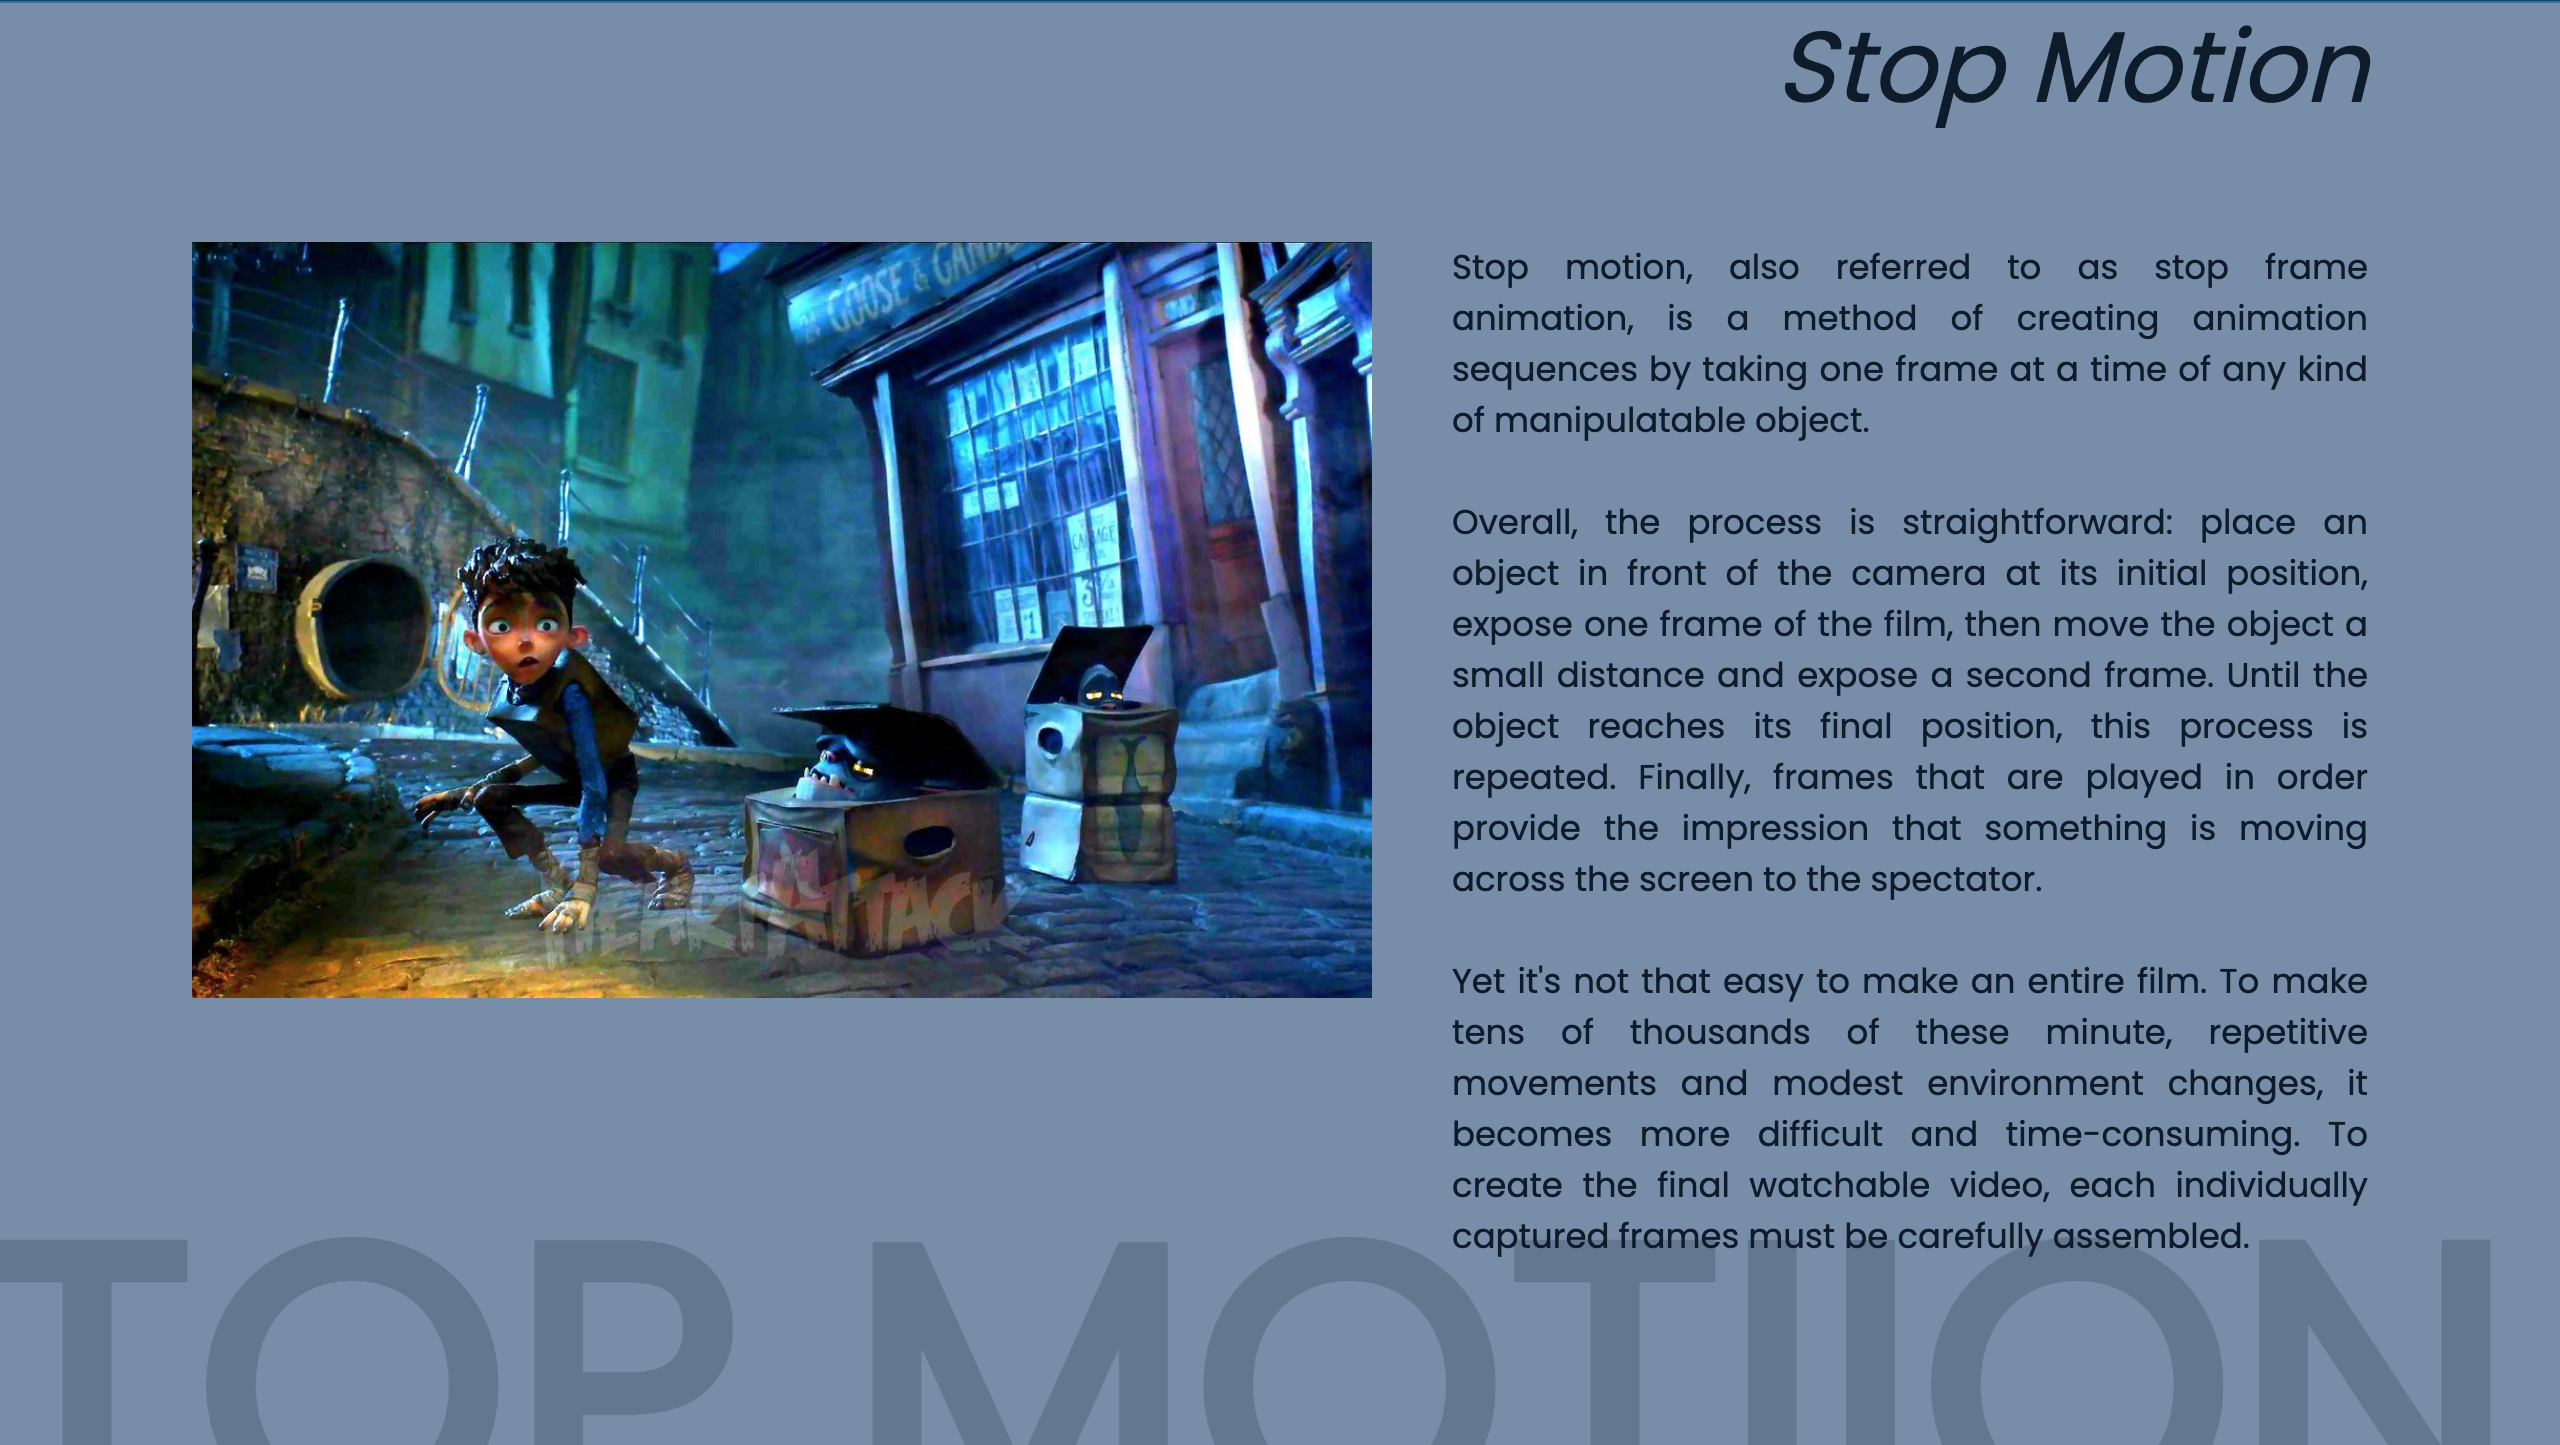 Stop Motion
GOOSE & GAND
CABBAGE
Stop motion, also referred to as stop frame
animation, is a method of creating animation
sequences by taking one frame at a time of any kind
of manipulatable object.
Overall, the process is straightforward: place an
object in front of the camera at its initial position,
expose one frame of the film, then move the object a
small distance and expose a second frame. Until the
object reaches its final position, this process is
repeated. Finally, frames that are played in order
provide the impression that something is moving
across the screen to the spectator.
Yet it's not that easy to make an entire film. To make
tens of thousands of these minute, repetitive
movements and modest environment changes, it
becomes more difficult and time-consuming. To
create the final watchable video, each individually
captured frames must be carefully assembled.
HEARTATTACK
TOP MOTIION